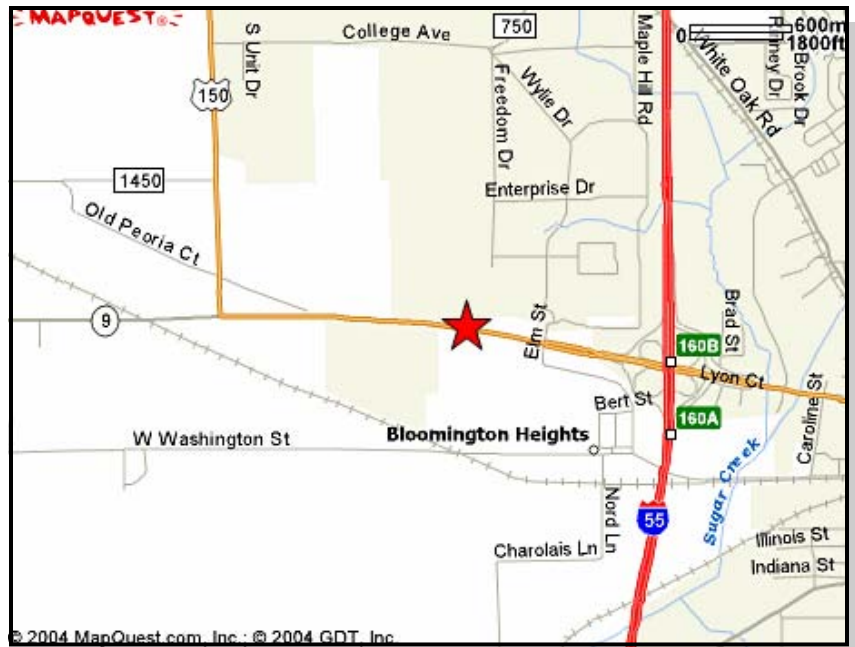 MAPQUEST®
S Unit Dr
College Ave
750
Maple Hill Rd
0
600m
1800ft
Pinney Dr
Brook Dr
White Oak Rd
150
Freedom Dr
Wylie Dr
1450
Enterprise Dr
Old Peoria Ct
9
Elm St
Brad St
160B
Lyon Ct
Bert St
160A
Caroline St
W Washington St
Bloomington Heights
Sugar Creek
Nord Ln
55
Charolais Ln
Illinois St
Indiana St
© 2004 MapQuest.com, Inc.; © 2004 GDT, Inc.